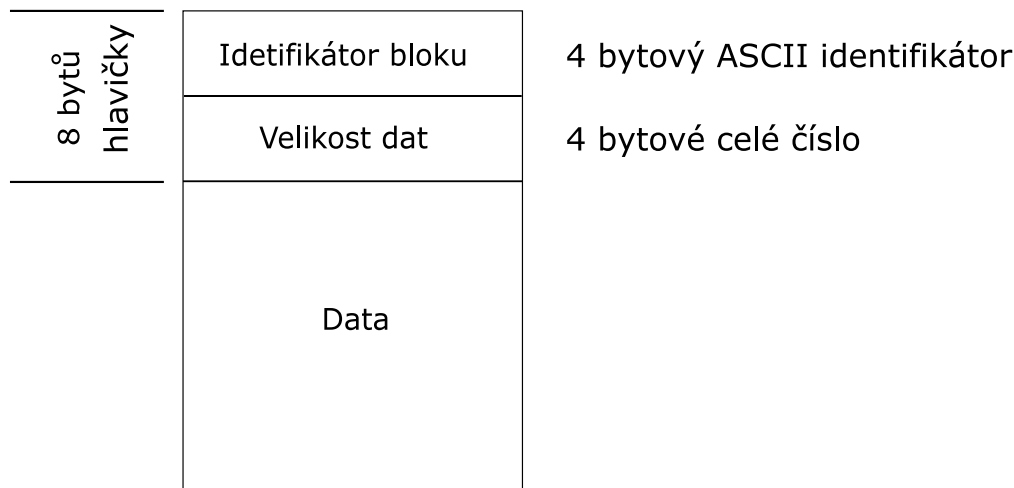 8 bytů
hlavičky
Idetifikátor bloku
4 bytový ASCII identifikátor
Velikost dat
4 bytové celé číslo
Data